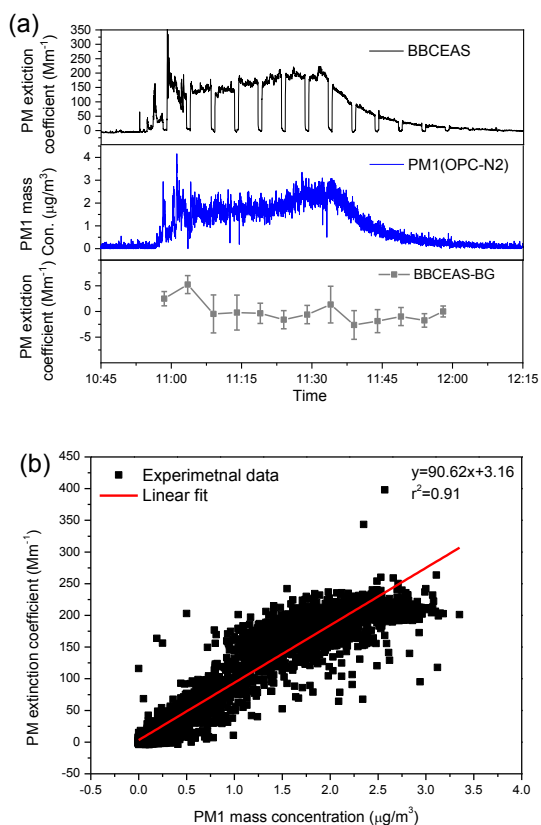 (a)
350
300
250
200
150
100
50
0
PM extiction
coefficient (Mm⁻¹)
BBCEAS
4
3
2
1
0
PM1 mass
Con. (μg/m³)
PM1(OPC-N2)
5
0
-5
PM extiction
coefficient (Mm⁻¹)
BBCEAS-BG
10:45 11:00 11:15 11:30 11:45 12:00 12:15
Time
(b)
450
400
350
300
250
200
150
100
50
0
-50
PM extinction coefficient (Mm⁻¹)
Experimetnal data
Linear fit
y=90.62x+3.16
r²=0.91
-0.5 0.0 0.5 1.0 1.5 2.0 2.5 3.0 3.5 4.0
PM1 mass concentration (μg/m³)